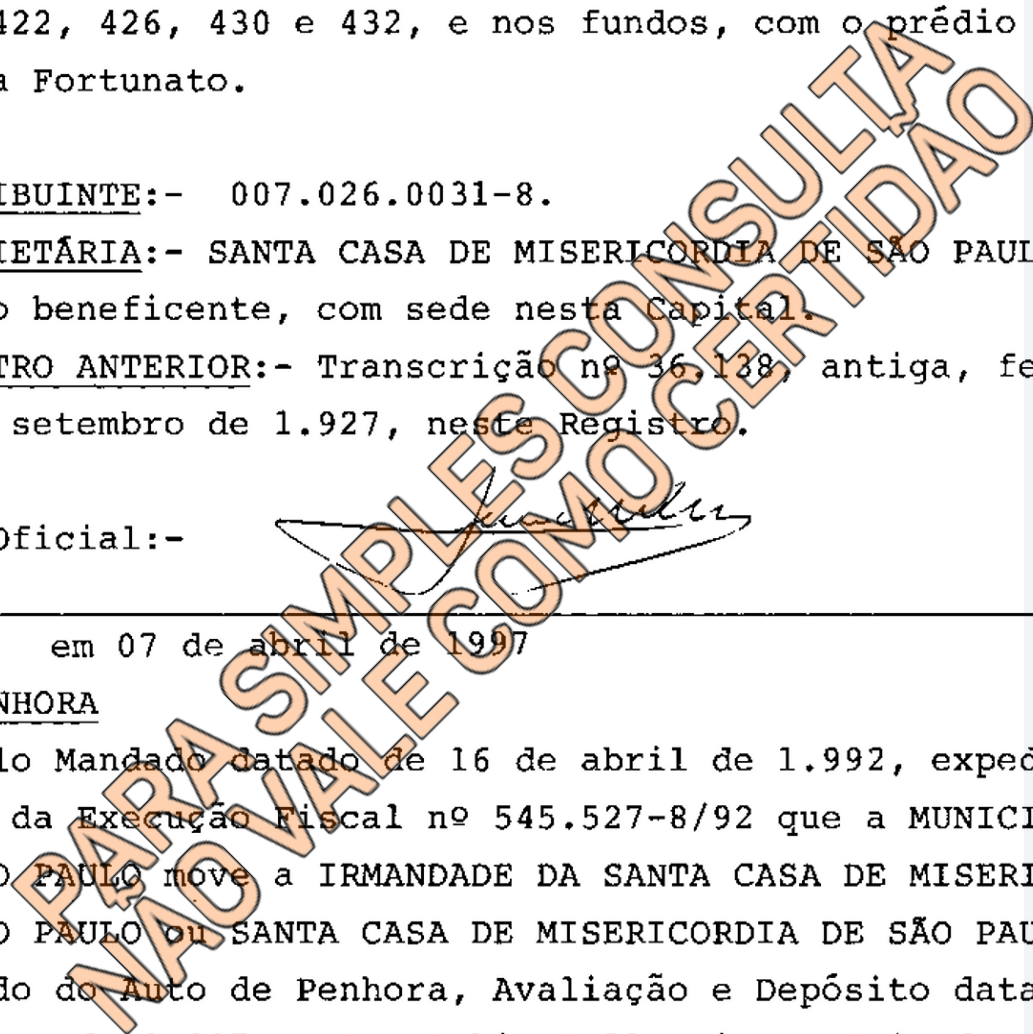 422, 426, 430 e 432, e nos fundos, com o prédio
a Fortunato.
IBUINTE:- 007.026.0031-8.
IETÁRIA:- SANTA CASA DE MISERICORDIA DE SÃO PAUL
o beneficente, com sede nesta Capital.
TRO ANTERIOR:- Transcrição nº 36.138, antiga, fe
setembro de 1.927, neste Registro.
Oficial:-
em 07 de abril de 1997
NHORA
lo Mandado datado de 16 de abril de 1.992, exped
da Execução Fiscal nº 545.527-8/92 que a MUNICI
O PAULO move a IRMANDADE DA SANTA CASA DE MISERI
O PAULO ou SANTA CASA DE MISERICORDIA DE SÃO PAU
do do Auto de Penhora, Avaliação e Depósito data
PARA SIMPLES CONSULTA
NÃO VALE COMO CERTIDÃO